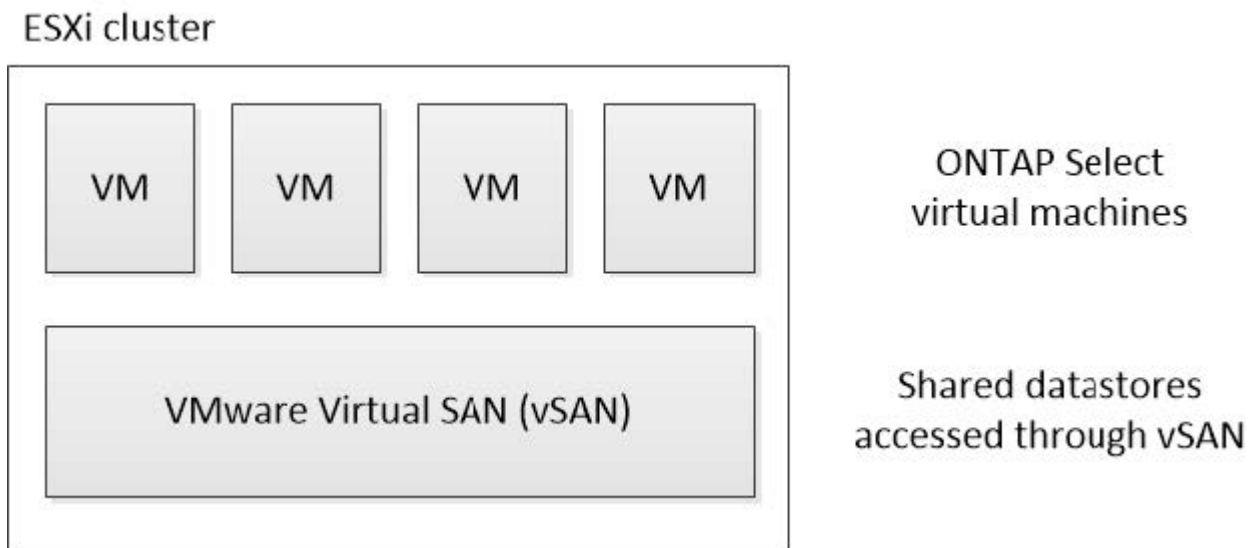 ESXi cluster
VM VM VM VM
ONTAP Select
virtual machines
VMware Virtual SAN (vSAN)
Shared datastores
accessed through vSAN